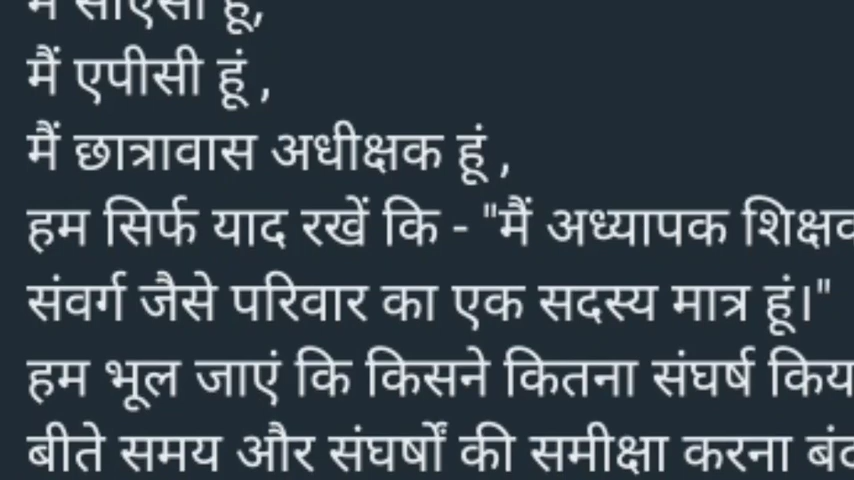 मैं सीएसी हूं,
मैं एपीसी हूं ,
मैं छात्रावास अधीक्षक हूं ,
हम सिर्फ याद रखें कि - "मैं अध्यापक
संवर्ग जैसे परिवार का एक सदस्य मात्र हूं।"
हम भूल जाएं कि किसने कितना संघर्ष
बीते समय और संघर्षों की समीक्षा करना